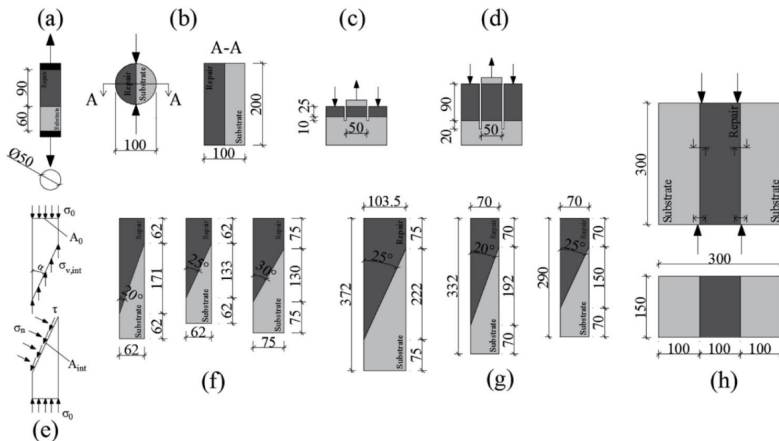 (a)
(b)
(c)
(d)
A-A
90
60
Repair
Substrate
Ø50
Repair
Substrate
A
A
100
Substrate
200
100
25
10
50
90
20
50
300
Substrate
Repair
Substrate
300
150
100
100
100
(h)
σ0
A0
σv,int
α
τ
σn
Aint
σ0
(e)
Repair
20°
Substrate
62
171
62
62
Repair
25°
Substrate
62
133
62
62
Repair
30°
Substrate
75
130
75
75
(f)
103.5
Repair
25°
Substrate
372
222
75
70
Repair
20°
Substrate
332
70
192
70
70
Repair
25°
Substrate
290
70
150
70
(g)